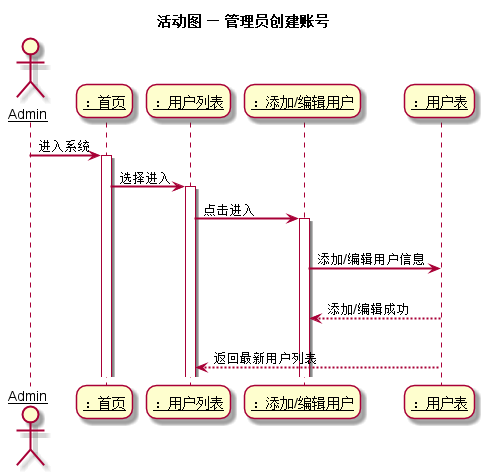 活动图 — 管理员创建账号
Admin
：首页
：用户列表
：添加/编辑用户
：用户表
进入系统
选择进入
点击进入
添加/编辑用户信息
添加/编辑成功
返回最新用户列表
Admin
：首页
：用户列表
：添加/编辑用户
：用户表